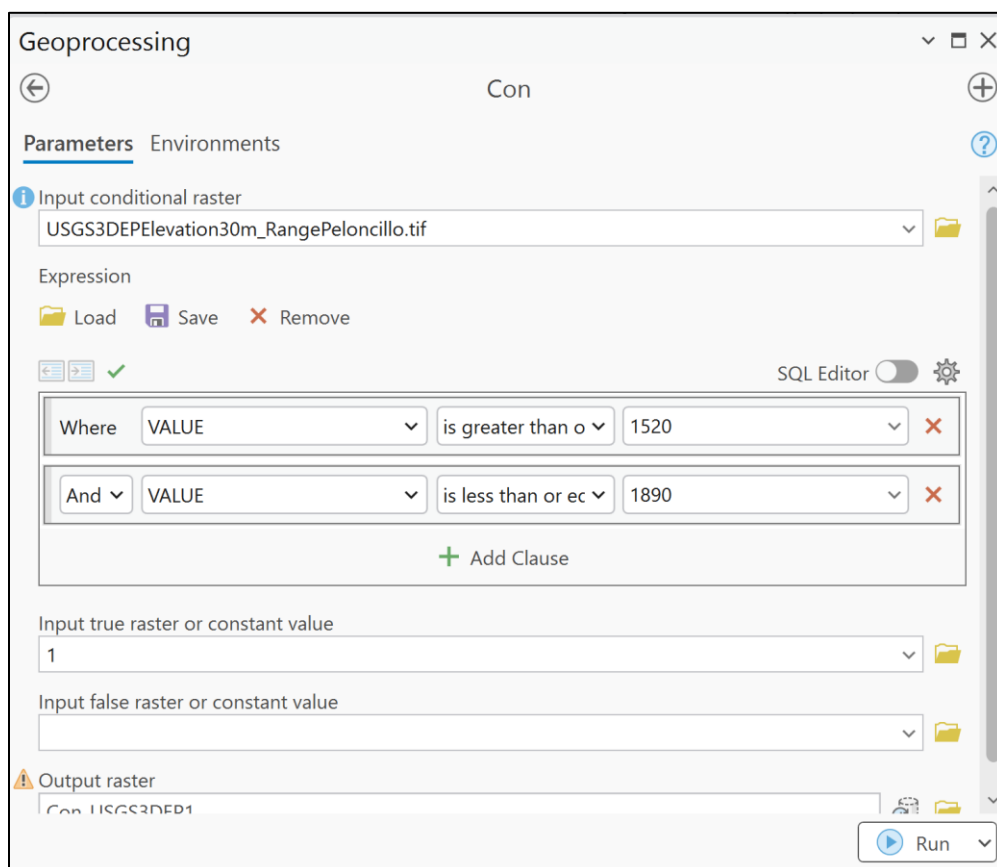 Geoprocessing
Con
Parameters Environments
Input conditional raster
USGS3DEPElevation30m_RangePeloncillo.tif
Expression
Load Save Remove
SQL Editor
Where VALUE is greater than o 1520
And VALUE is less than or ec 1890
Add Clause
Input true raster or constant value
1
Input false raster or constant value
Output raster
Con_USGS3DEP1
Run